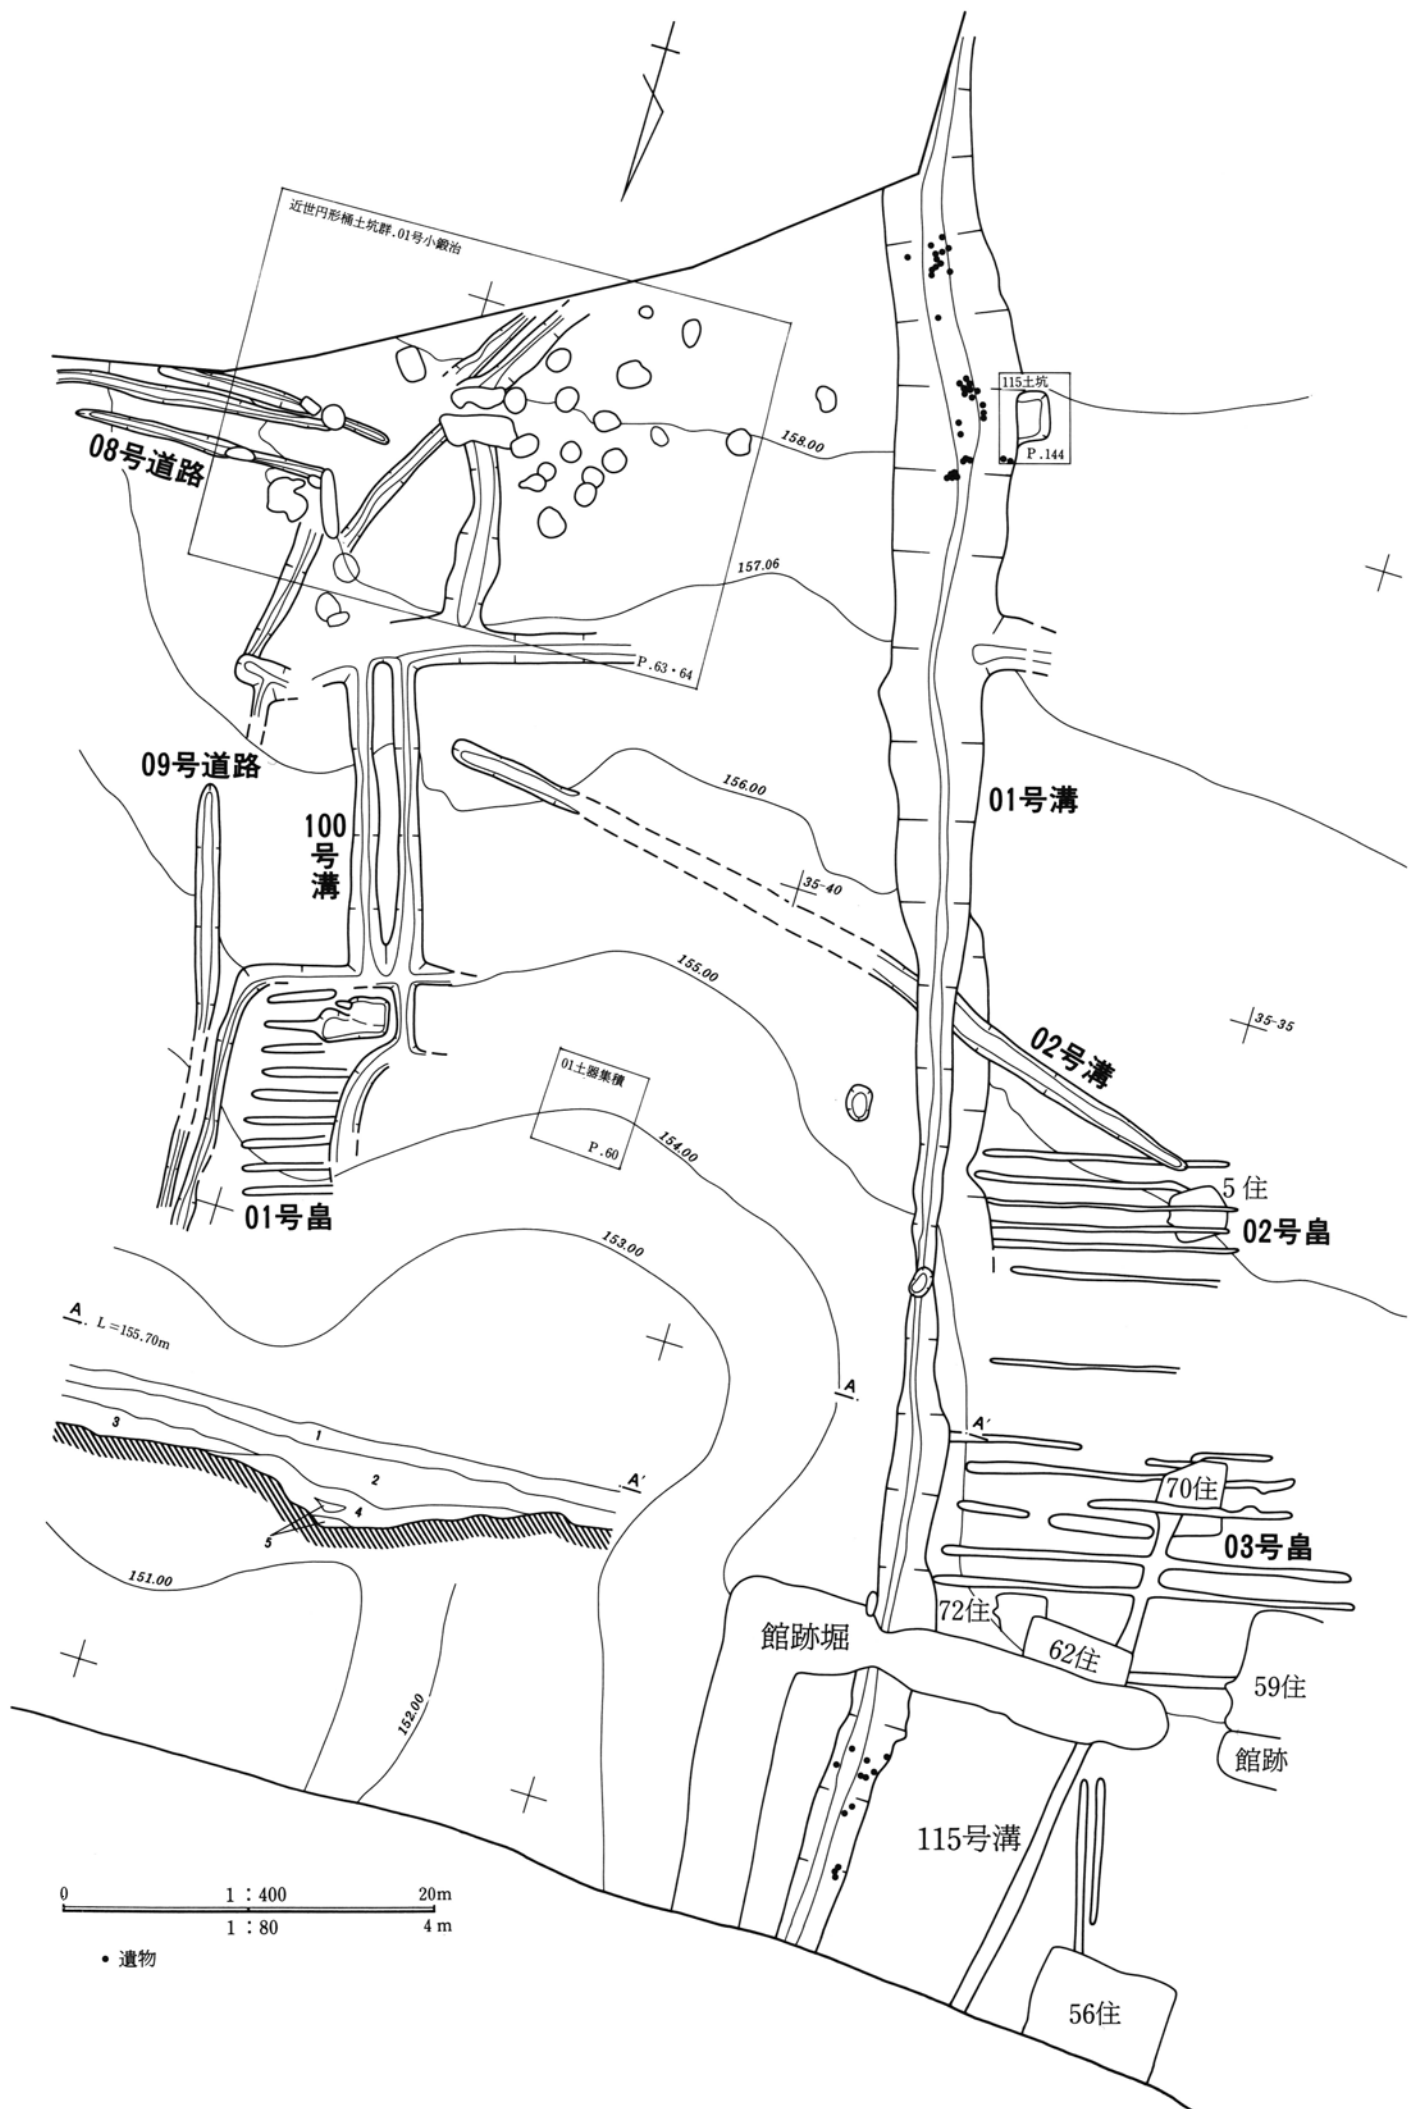 近世円形桶土坑群.01号小鍛冶
115土坑
P.144
08号道路
158.00
157.06
P.63・64
09号道路
156.00
01号溝
100号溝
35-40
155.00
35-35
02号溝
01土器集積
P.60
154.00
5住
01号畠
02号畠
153.00
A
L=155.70m
A
A'
1
3
2
A'
70住
4
5
03号畠
151.00
72住
館跡堀
62住
59住
152.00
館跡
115号溝
0 1:400 20m
1:80 4m
• 遺物
56住